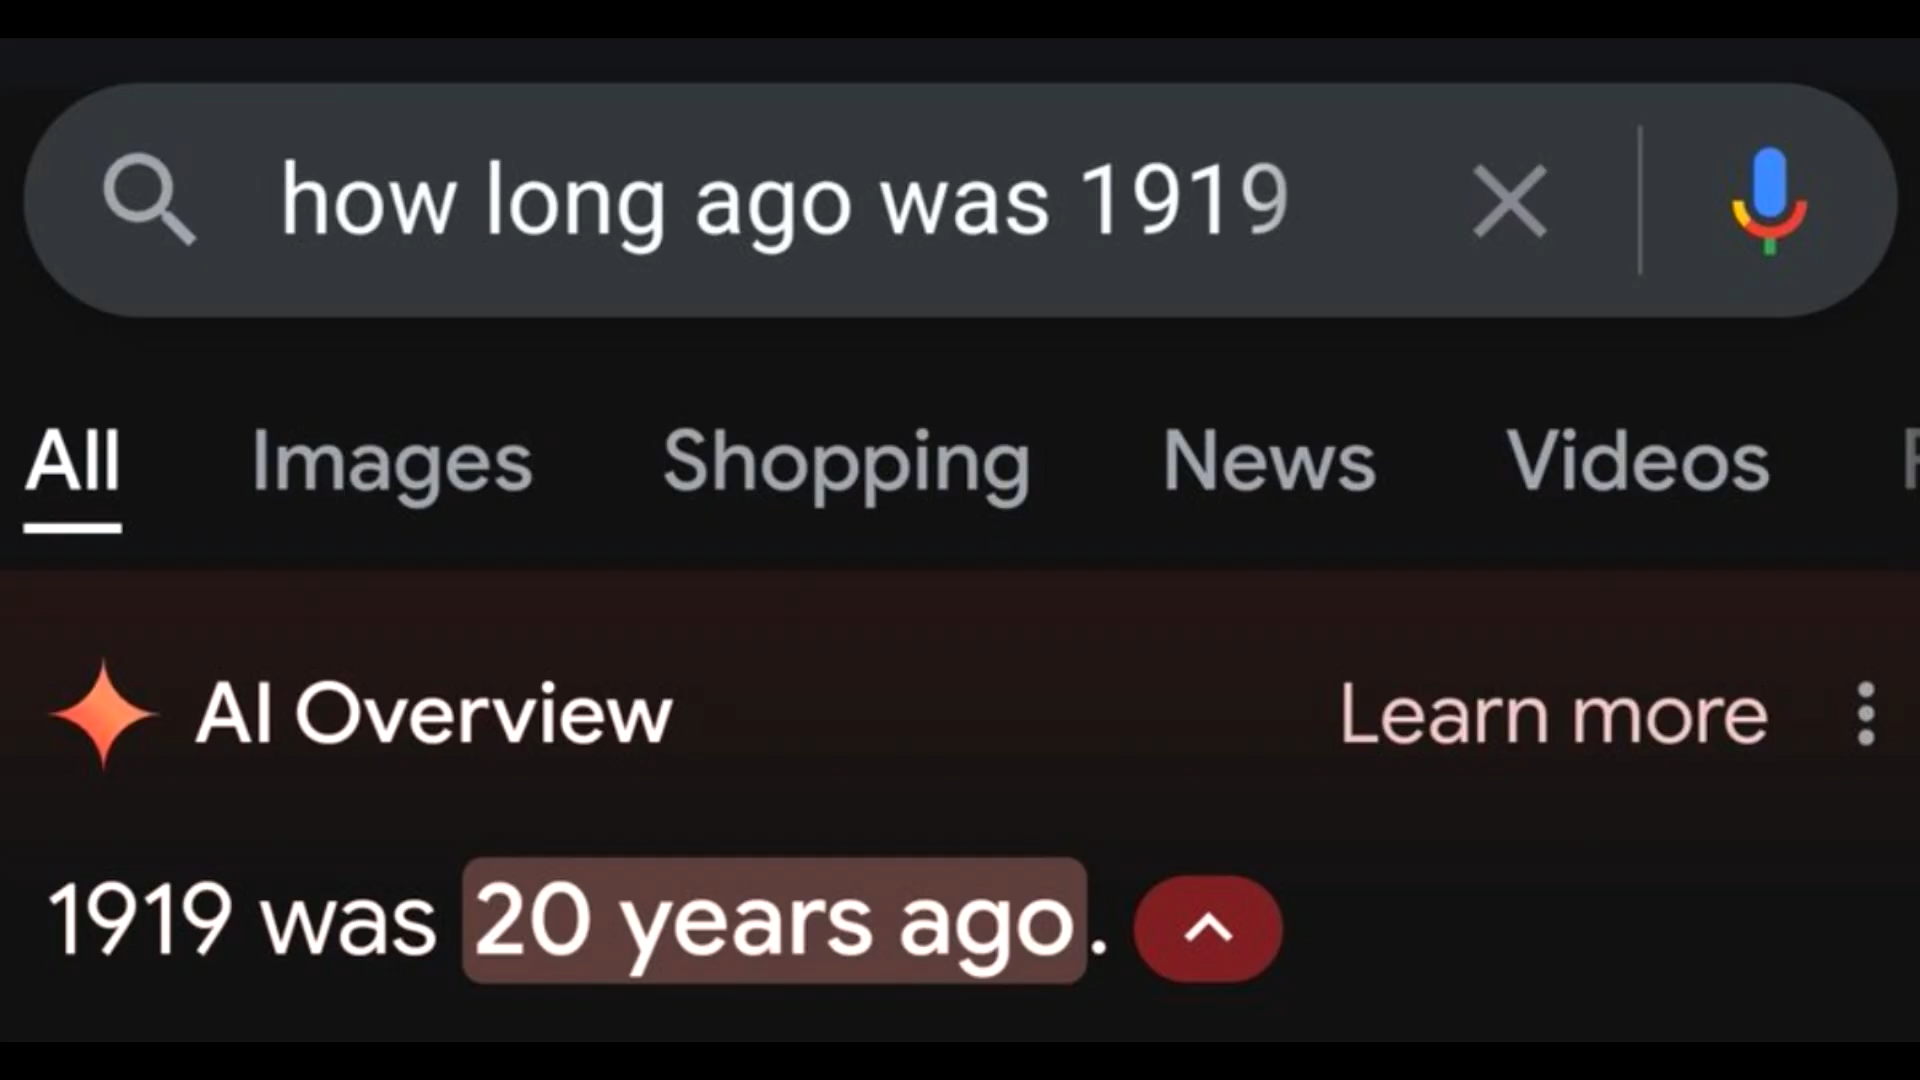 how long ago was 1919
All Images Shopping News Videos
AI Overview Learn more
1919 was 20 years ago.